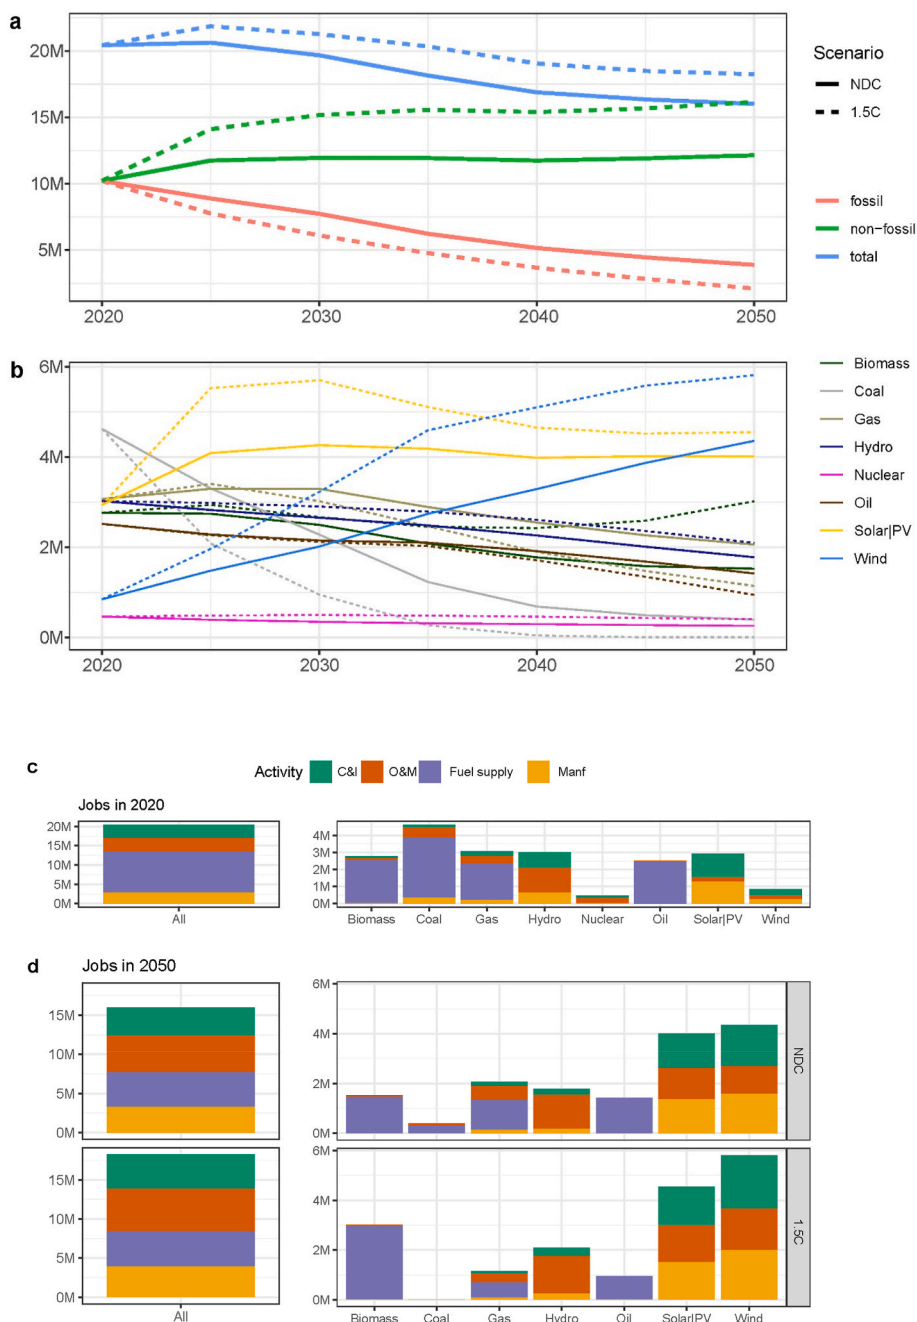 a
20M
15M
10M
5M
2020 2030 2040 2050
Scenario
NDC
1.5C
fossil
non-fossil
total
b
6M
4M
2M
0M
2020 2030 2040 2050
Biomass
Coal
Gas
Hydro
Nuclear
Oil
Solar|PV
Wind
c
Activity C&I O&M Fuel supply Manf
Jobs in 2020
20M
15M
10M
5M
0M
All
4M
3M
2M
1M
0M
Biomass Coal Gas Hydro Nuclear Oil Solar|PV Wind
d
Jobs in 2050
15M
10M
5M
0M
6M
4M
2M
0M
NDC
15M
10M
5M
0M
All
6M
4M
2M
0M
1.5C
Biomass Coal Gas Hydro Oil Solar|PV Wind